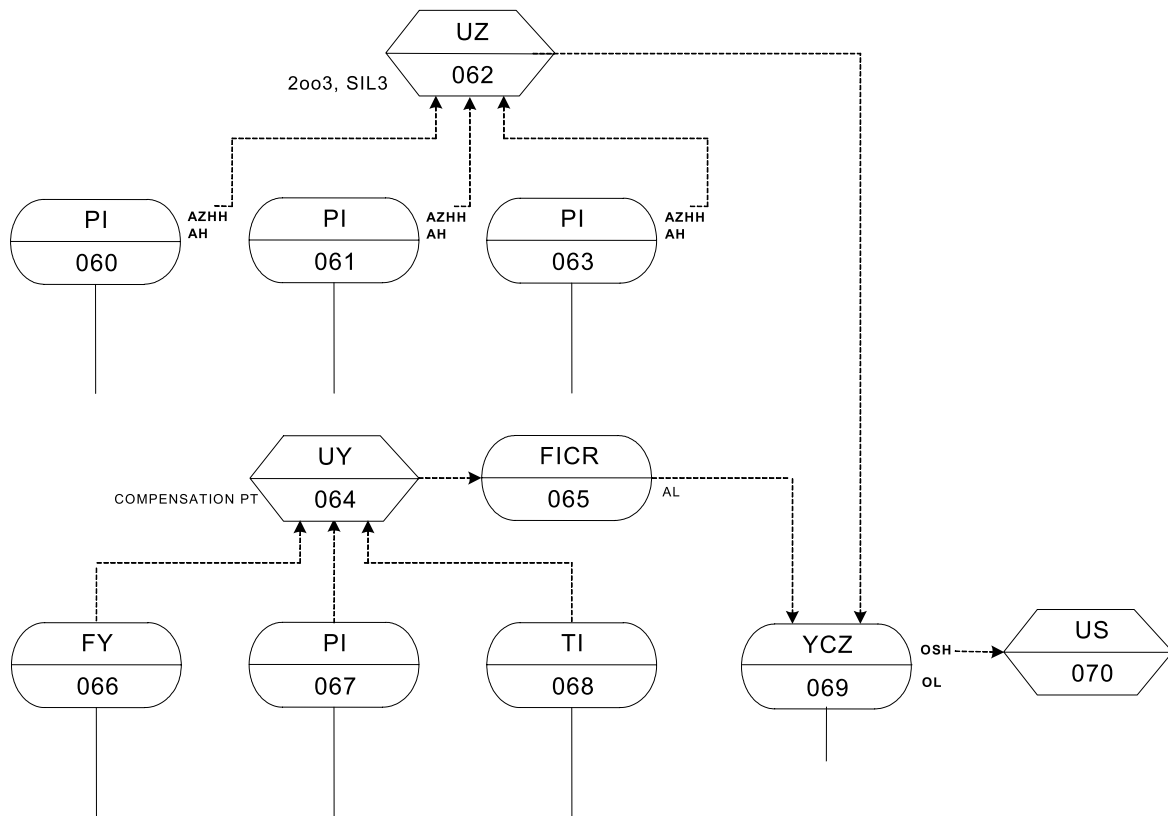 UZ
062
2oo3, SIL3
PI
060
AZHH
AH
PI
061
AZHH
AH
PI
063
AZHH
AH
UY
064
COMPENSATION PT
FICR
065
AL
FY
066
PI
067
TI
068
YCZ
069
OSH
OL
US
070